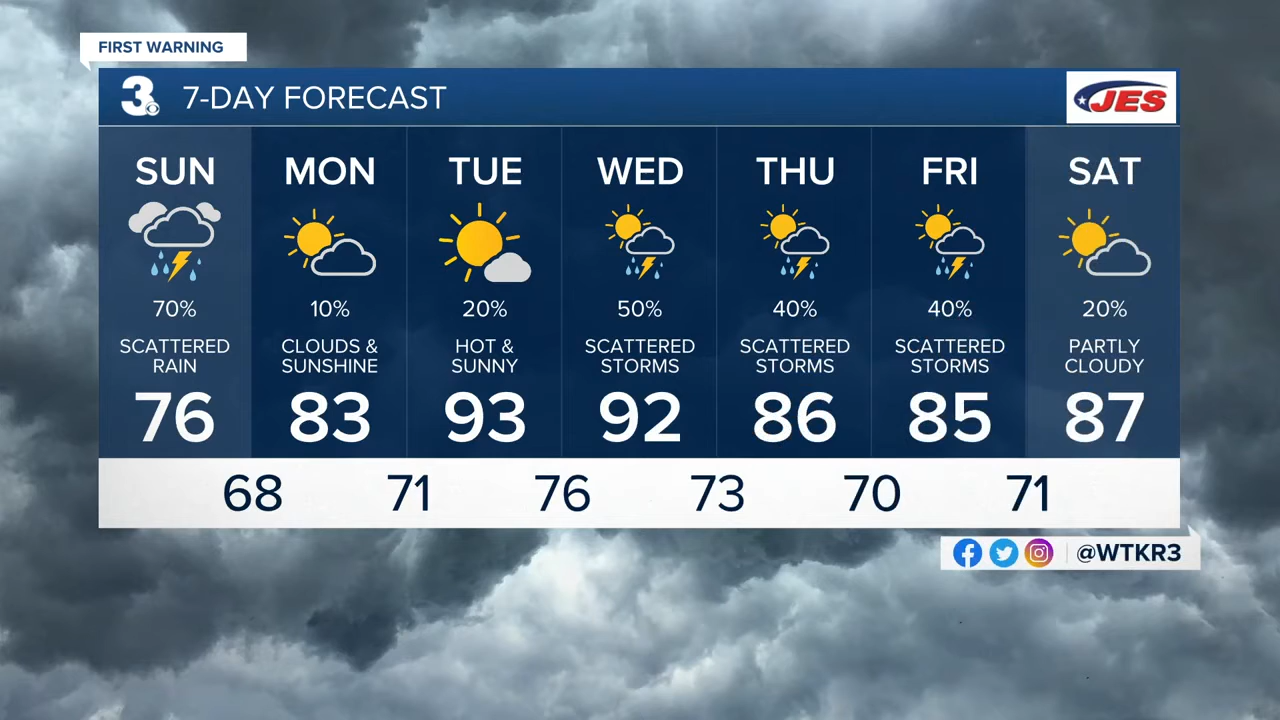 FIRST WARNING
3 7-DAY FORECAST JES
SUN MON TUE WED THU FRI SAT
70% 10% 20% 50% 40% 40% 20%
SCATTERED CLOUDS & HOT & SCATTERED SCATTERED SCATTERED PARTLY
RAIN SUNSHINE SUNNY STORMS STORMS STORMS CLOUDY
76 83 93 92 86 85 87
68 71 76 73 70 71
@WTKR3